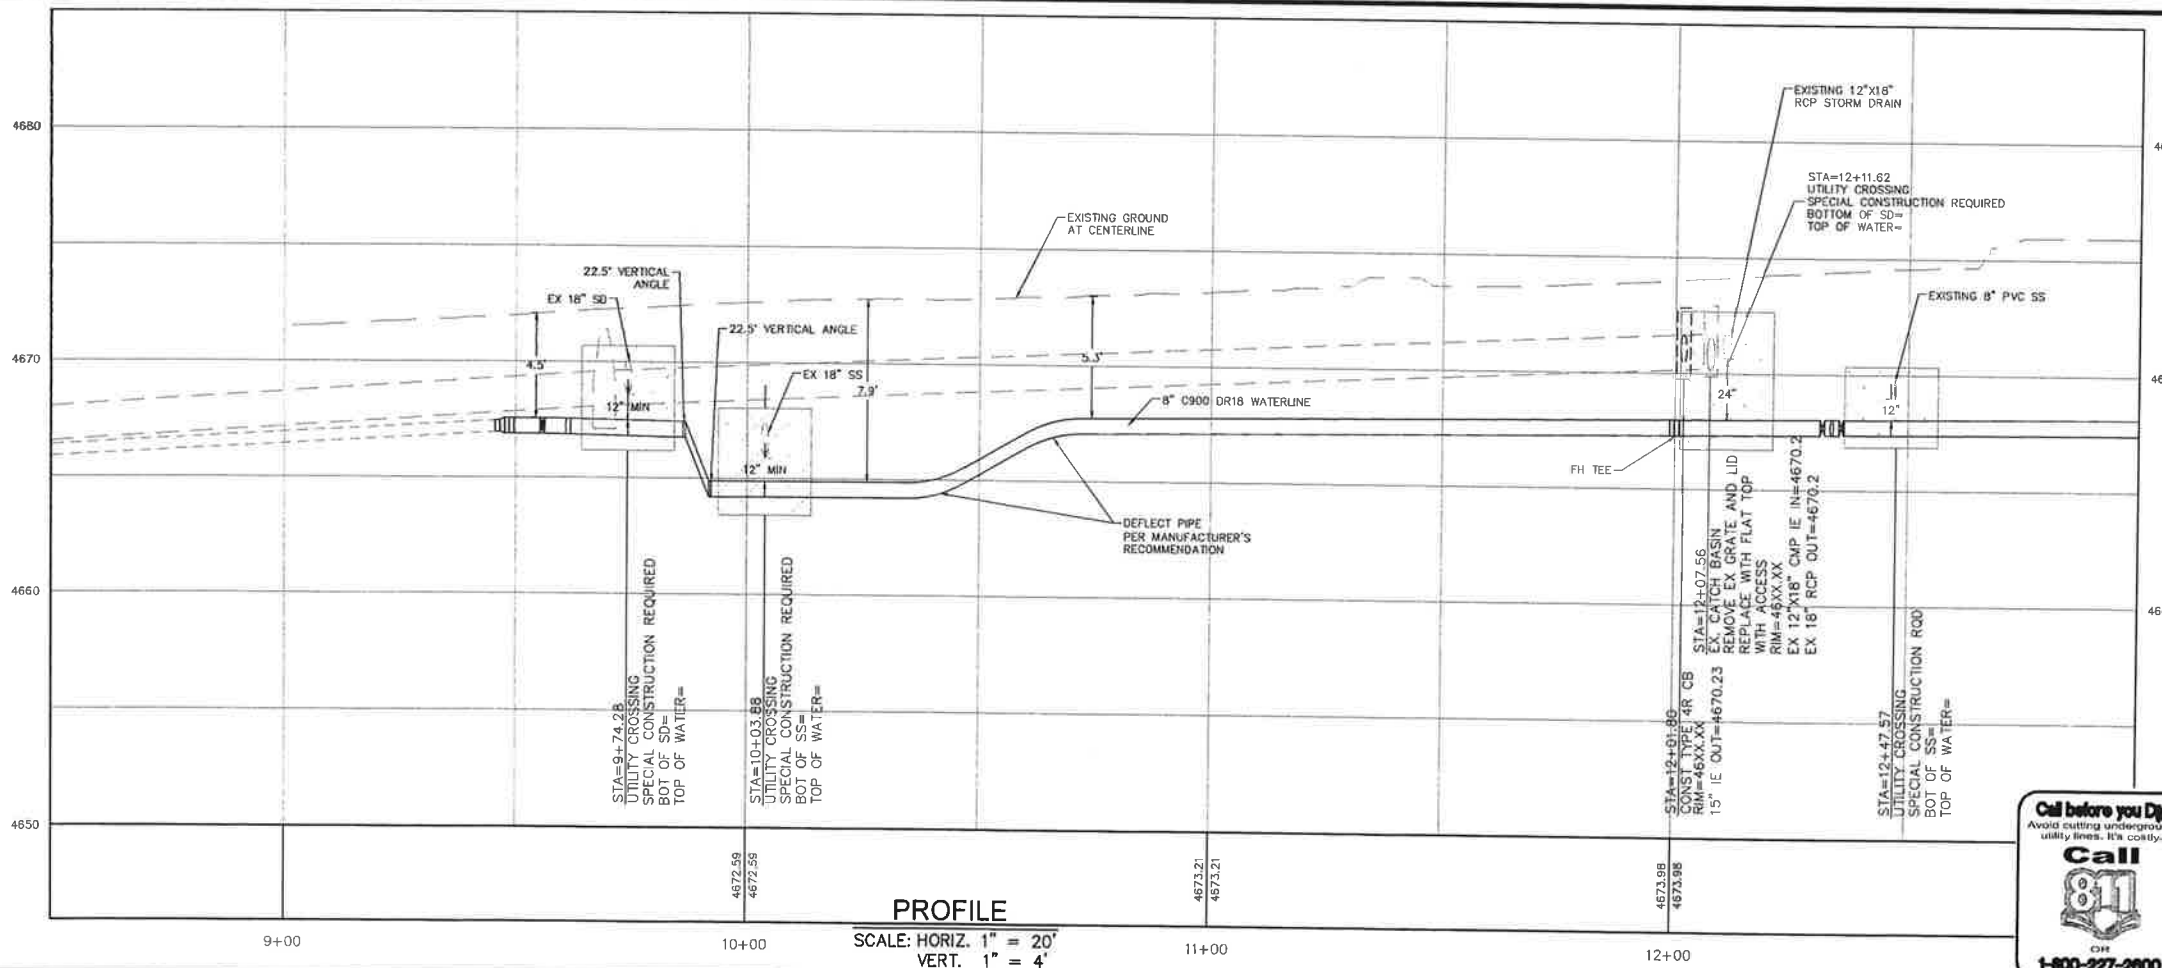 4680
4670
4660
4650
EXISTING 12"X18"
RCP STORM DRAIN
STA=12+11.62
UTILITY CROSSING
SPECIAL CONSTRUCTION REQUIRED
BOTTOM OF SD=
TOP OF WATER=
EXISTING GROUND
AT CENTERLINE
22.5° VERTICAL
ANGLE
EX 18" SD
22.5° VERTICAL ANGLE
EXISTING 8" PVC SS
4.5'
12" MIN
EX 18" SS
7.9'
5.3'
8" C900 DR18 WATERLINE
24"
12"
12" MIN
FH TEE
DEFLECT PIPE
PER MANUFACTURER'S
RECOMMENDATION
STA=9+74.28
UTILITY CROSSING
SPECIAL CONSTRUCTION REQUIRED
BOT OF SD=
TOP OF WATER=
STA=10+03.88
UTILITY CROSSING
SPECIAL CONSTRUCTION REQUIRED
BOT OF SS=
TOP OF WATER=
STA=12+01.80
CONST TYPE 4R CB
RIM=46XX.XX
15" IE OUT=4670.23
STA=12+07.56
EX. CATCH BASIN
REMOVE EX GRATE AND LID
REPLACE WITH FLAT TOP
WITH ACCESS
RIM=46XX.XX
EX 12"X18" CMP IE IN=4670.2
EX 18" RCP OUT=4670.2
STA=12+47.57
UTILITY CROSSING
SPECIAL CONSTRUCTION RQD
BOT OF SS=
TOP OF WATER=
4672.59
4672.59
4673.21
4673.21
4673.98
4673.98
9+00
10+00
11+00
12+00
PROFILE
SCALE: HORIZ. 1" = 20'
VERT. 1" = 4'
Call before you
Avoid cutting
utility lines. It's costly
Call
811
OR
1-800-227-2600